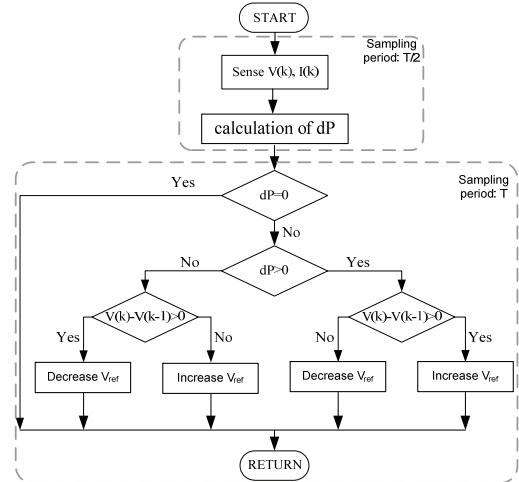 START
Sampling
period: T/2
Sense V(k), I(k)
calculation of dP
Sampling
period: T
Yes
dP=0
No
No
dP>0
Yes
V(k)-V(k-1)>0
V(k)-V(k-1)>0
Yes
No
No
Yes
Decrease Vref
Increase Vref
Decrease Vref
Increase Vref
RETURN